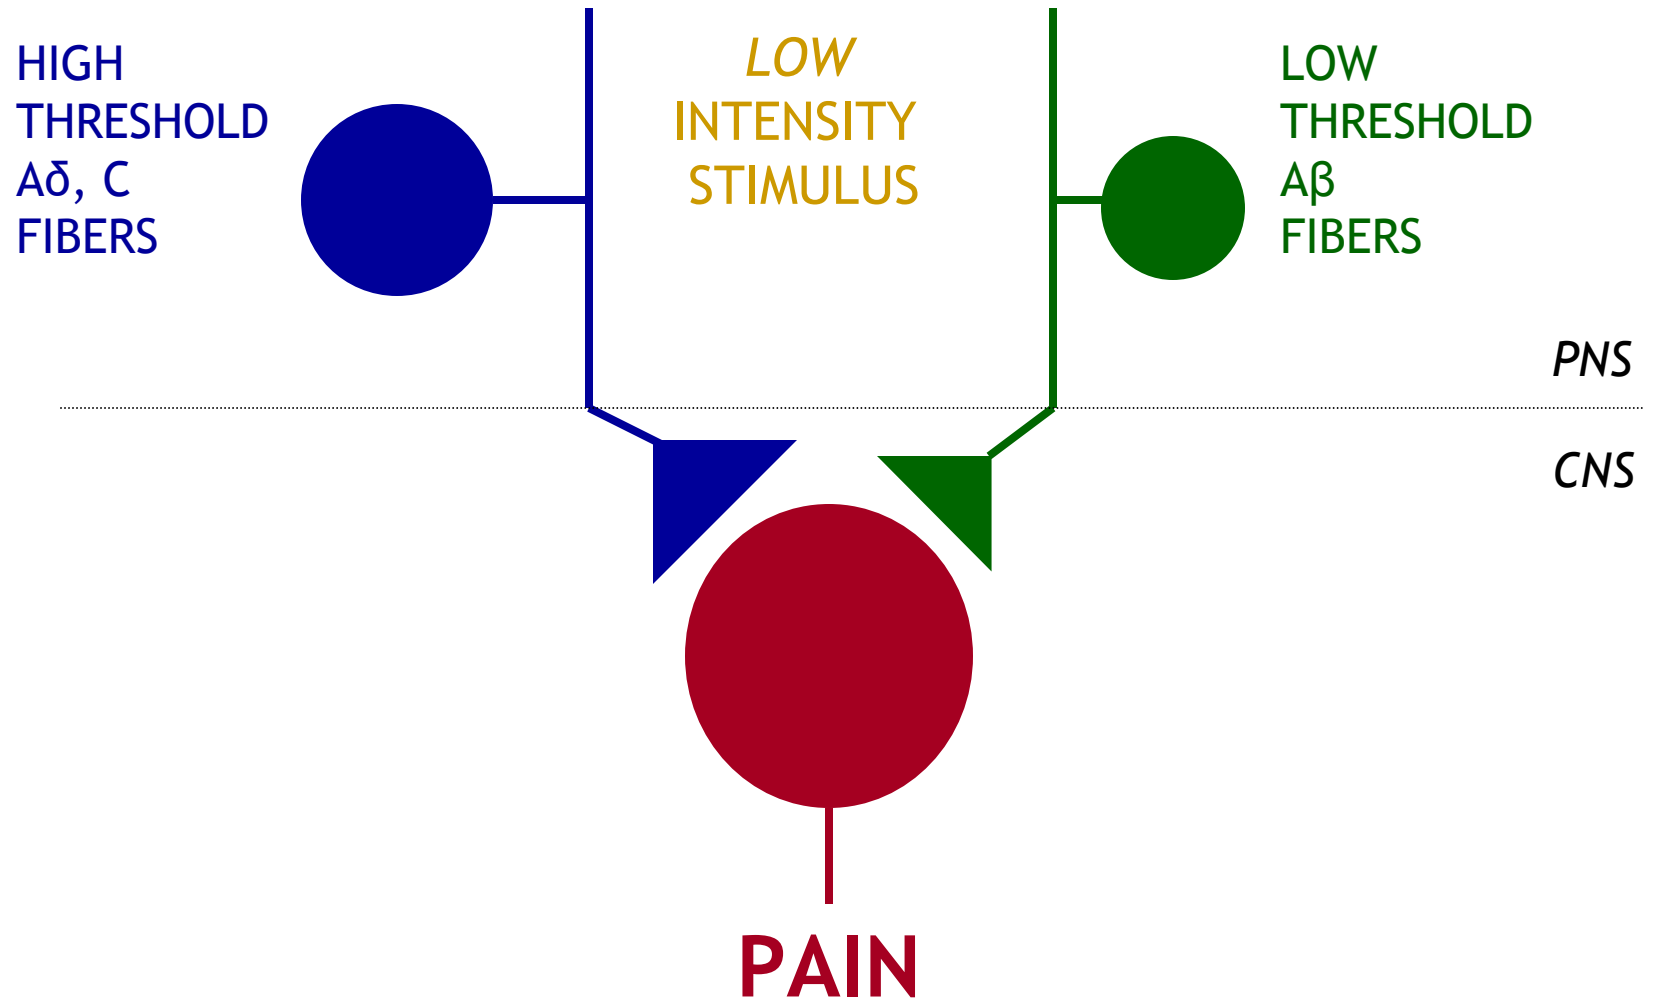 HIGH
THRESHOLD
Aδ, C
FIBERS
LOW
INTENSITY
STIMULUS
LOW
THRESHOLD
Aβ
FIBERS
PNS
CNS
PAIN